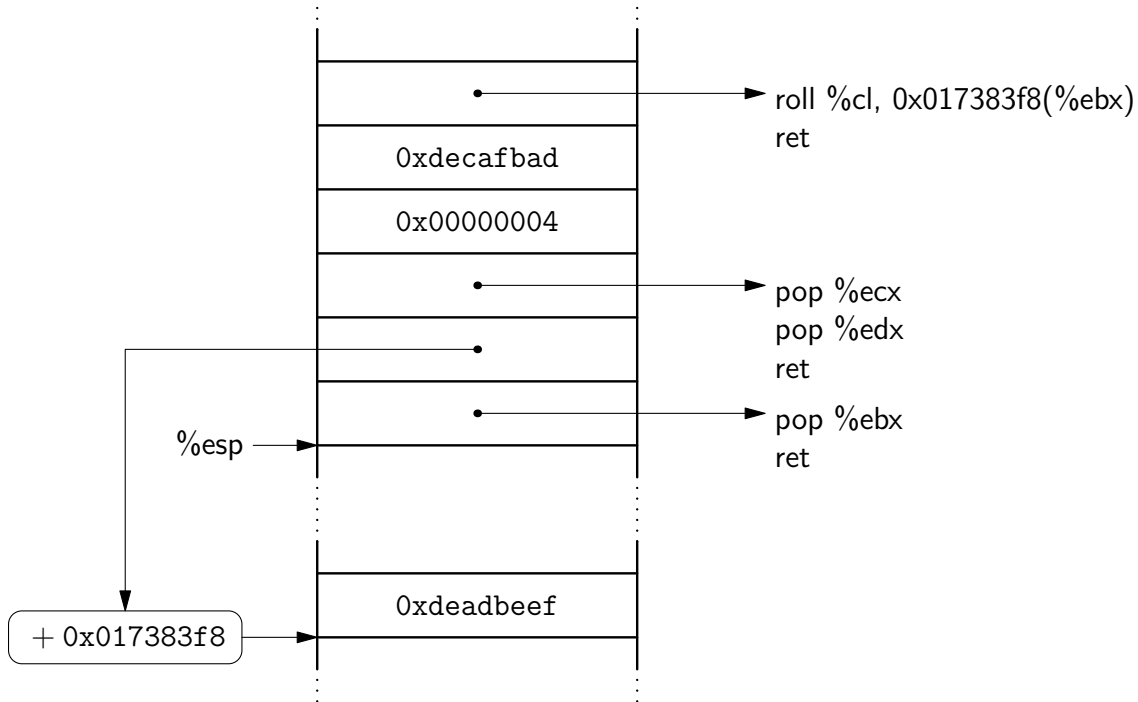 roll %cl, 0x017383f8(%ebx)
ret
0xdecafbad
0x00000004
pop %ecx
pop %edx
ret
pop %ebx
ret
%esp
0xdeadbeef
+ 0x017383f8